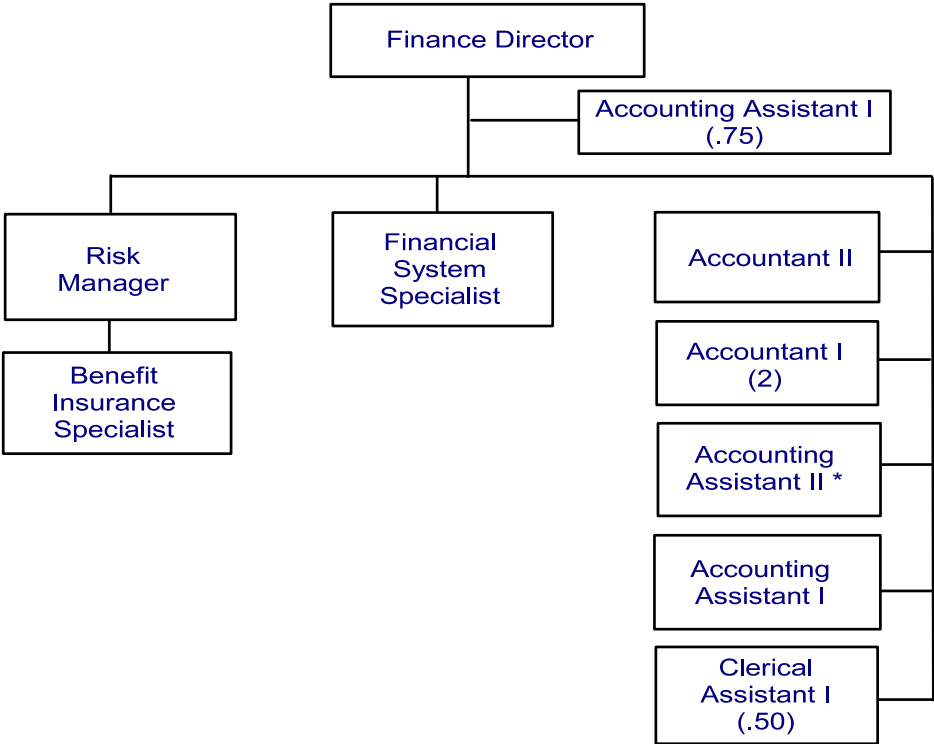 Finance Director
Accounting Assistant I
(.75)
Risk
Manager
Financial
System
Specialist
Accountant II
Benefit
Insurance
Specialist
Accountant I
(2)
Accounting
Assistant II *
Accounting
Assistant I
Clerical
Assistant I
(.50)